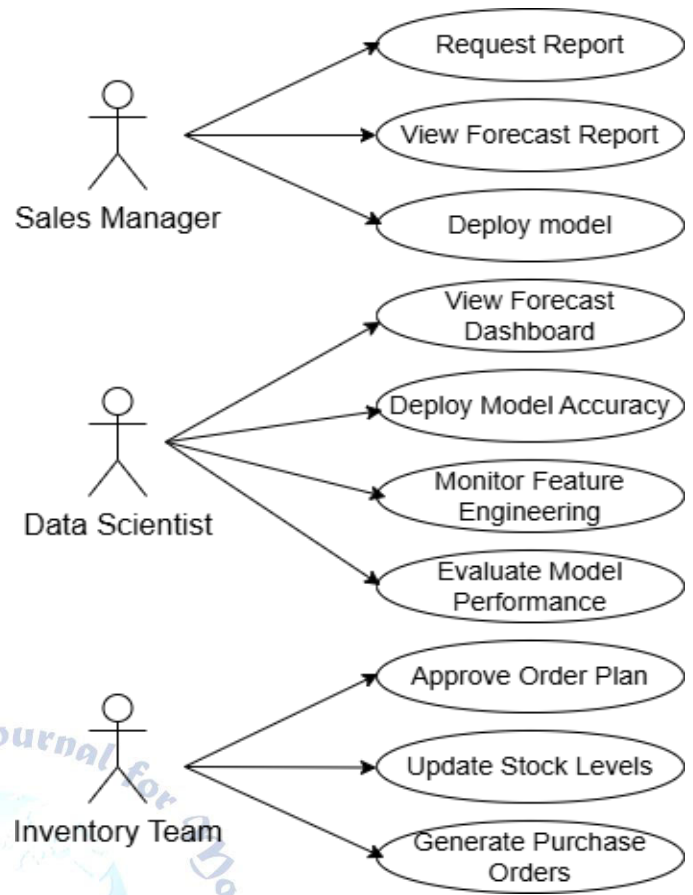 Request Report
View Forecast Report
Sales Manager
Deploy model
View Forecast
Dashboard
Deploy Model Accuracy
Monitor Feature
Engineering
Data Scientist
Evaluate Model
Performance
Approve Order Plan
Update Stock Levels
Inventory Team
Generate Purchase
Orders
for